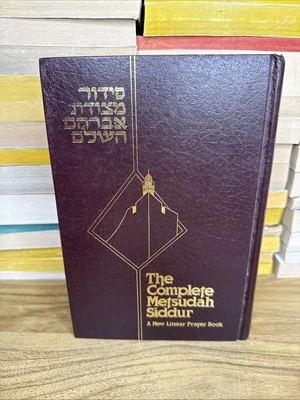 סידור
מצודת
אברהם
השלם
The
Complete
Metsudah
Siddur
A New Linear Prayer Book